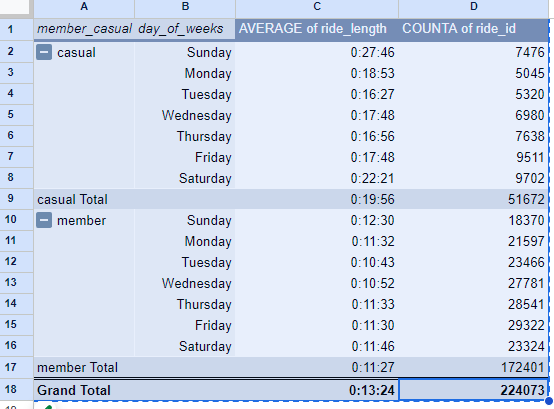 A B C D
1 member_casual day_of_weeks AVERAGE of ride_length COUNTA of ride_id
2 casual Sunday 0:27:46 7476
3 Monday 0:18:53 5045
4 Tuesday 0:16:27 5320
5 Wednesday 0:17:48 6980
6 Thursday 0:16:56 7638
7 Friday 0:17:48 9511
8 Saturday 0:22:21 9702
9 casual Total 0:19:56 51672
10 member Sunday 0:12:30 18370
11 Monday 0:11:32 21597
12 Tuesday 0:10:43 23466
13 Wednesday 0:10:52 27781
14 Thursday 0:11:33 28541
15 Friday 0:11:30 29322
16 Saturday 0:11:46 23324
17 member Total 0:11:27 172401
18 Grand Total 0:13:24 224073